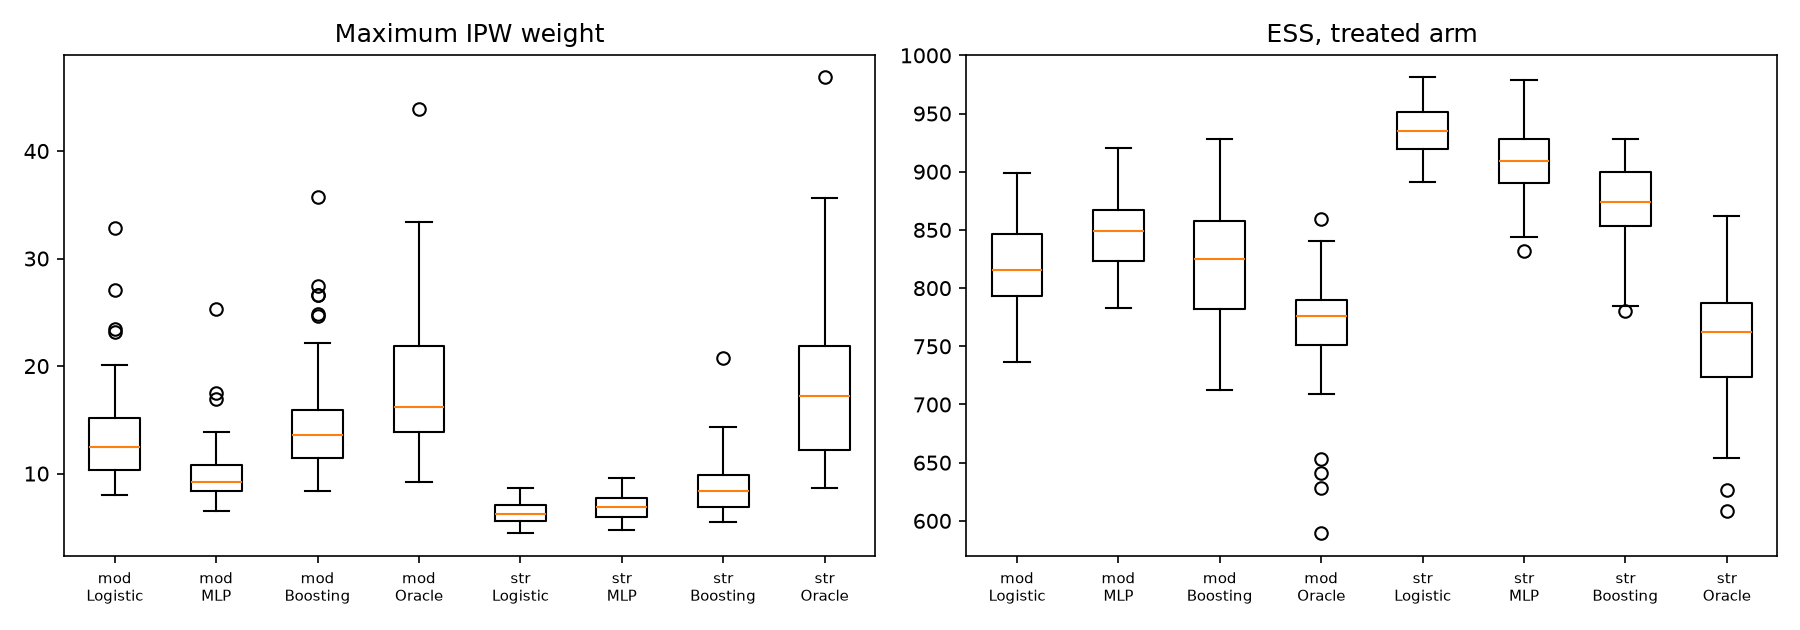 Maximum IPW weight
40
30
20
10
mod
Logistic
mod
MLP
mod
Boosting
mod
Oracle
str
Logistic
str
MLP
str
Boosting
str
Oracle
ESS, treated arm
1000
950
900
850
800
750
700
650
600
mod
Logistic
mod
MLP
mod
Boosting
mod
Oracle
str
Logistic
str
MLP
str
Boosting
str
Oracle